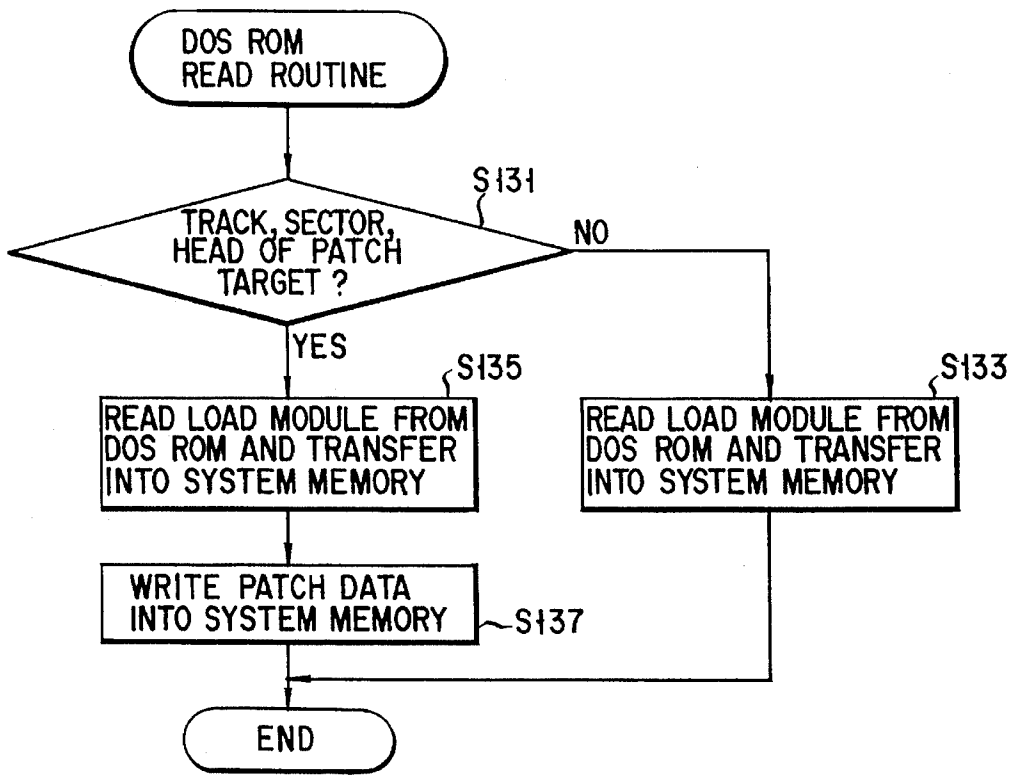 DOS ROM
READ ROUTINE
S131
TRACK, SECTOR,
HEAD OF PATCH
TARGET ?
NO
YES
S135
READ LOAD MODULE FROM
DOS ROM AND TRANSFER
INTO SYSTEM MEMORY
S133
READ LOAD MODULE FROM
DOS ROM AND TRANSFER
INTO SYSTEM MEMORY
WRITE PATCH DATA
INTO SYSTEM MEMORY
S137
END